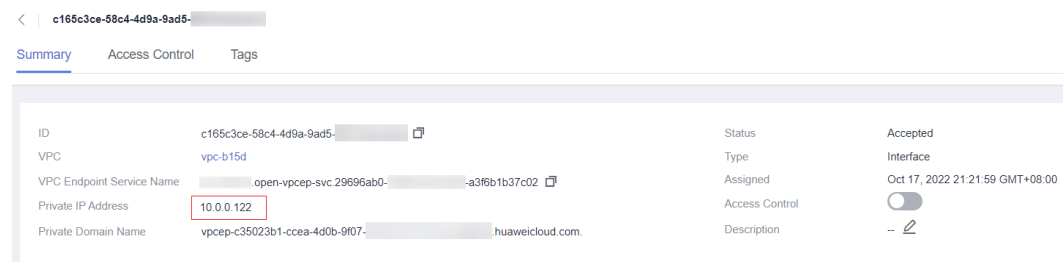 c165c3ce-58c4-4d9a-9ad5-
Summary Access Control Tags
ID c165c3ce-58c4-4d9a-9ad5- Status Accepted
VPC vpc-b15d Type Interface
VPC Endpoint Service Name .open-vpcep-svc.29696ab0- -a3f6b1b37c02 Assigned Oct 17, 2022 21:21:59 GMT+08:00
Private IP Address 10.0.0.122 Access Control
Private Domain Name vpcep-c35023b1-ccea-4d0b-9f07- .huaweicloud.com. Description --